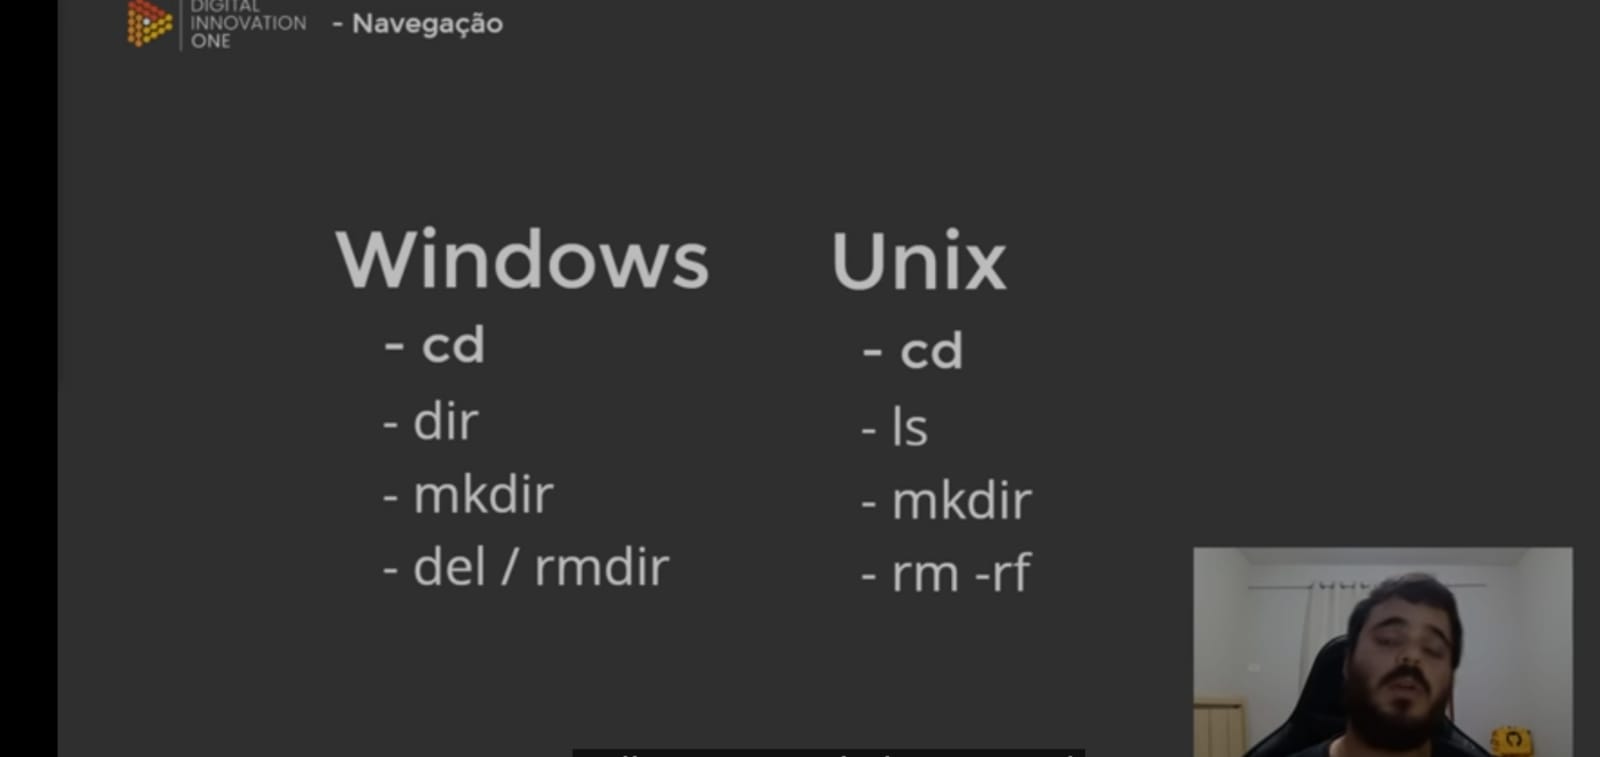 DIGITAL
INNOVATION
ONE
- Navegação
Windows
- cd
- dir
- mkdir
- del / rmdir
Unix
- cd
- ls
- mkdir
- rm -rf